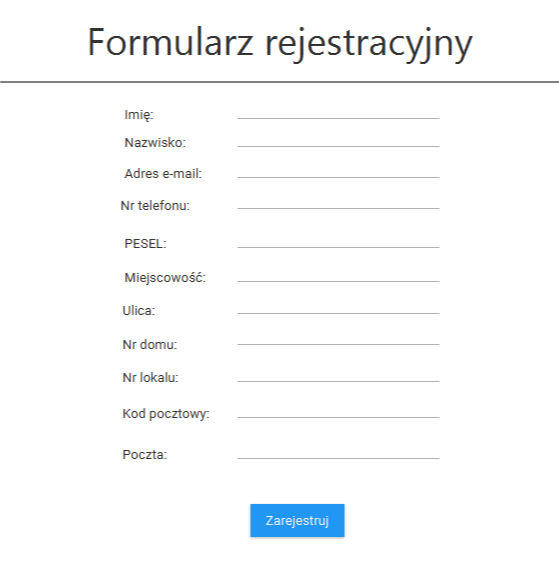 Formularz rejestracyjny
Imię:
Nazwisko:
Adres e-mail:
Nr telefonu:
PESEL:
Miejscowość:
Ulica:
Nr domu:
Nr lokalu:
Kod pocztowy:
Poczta:
Zarejestruj